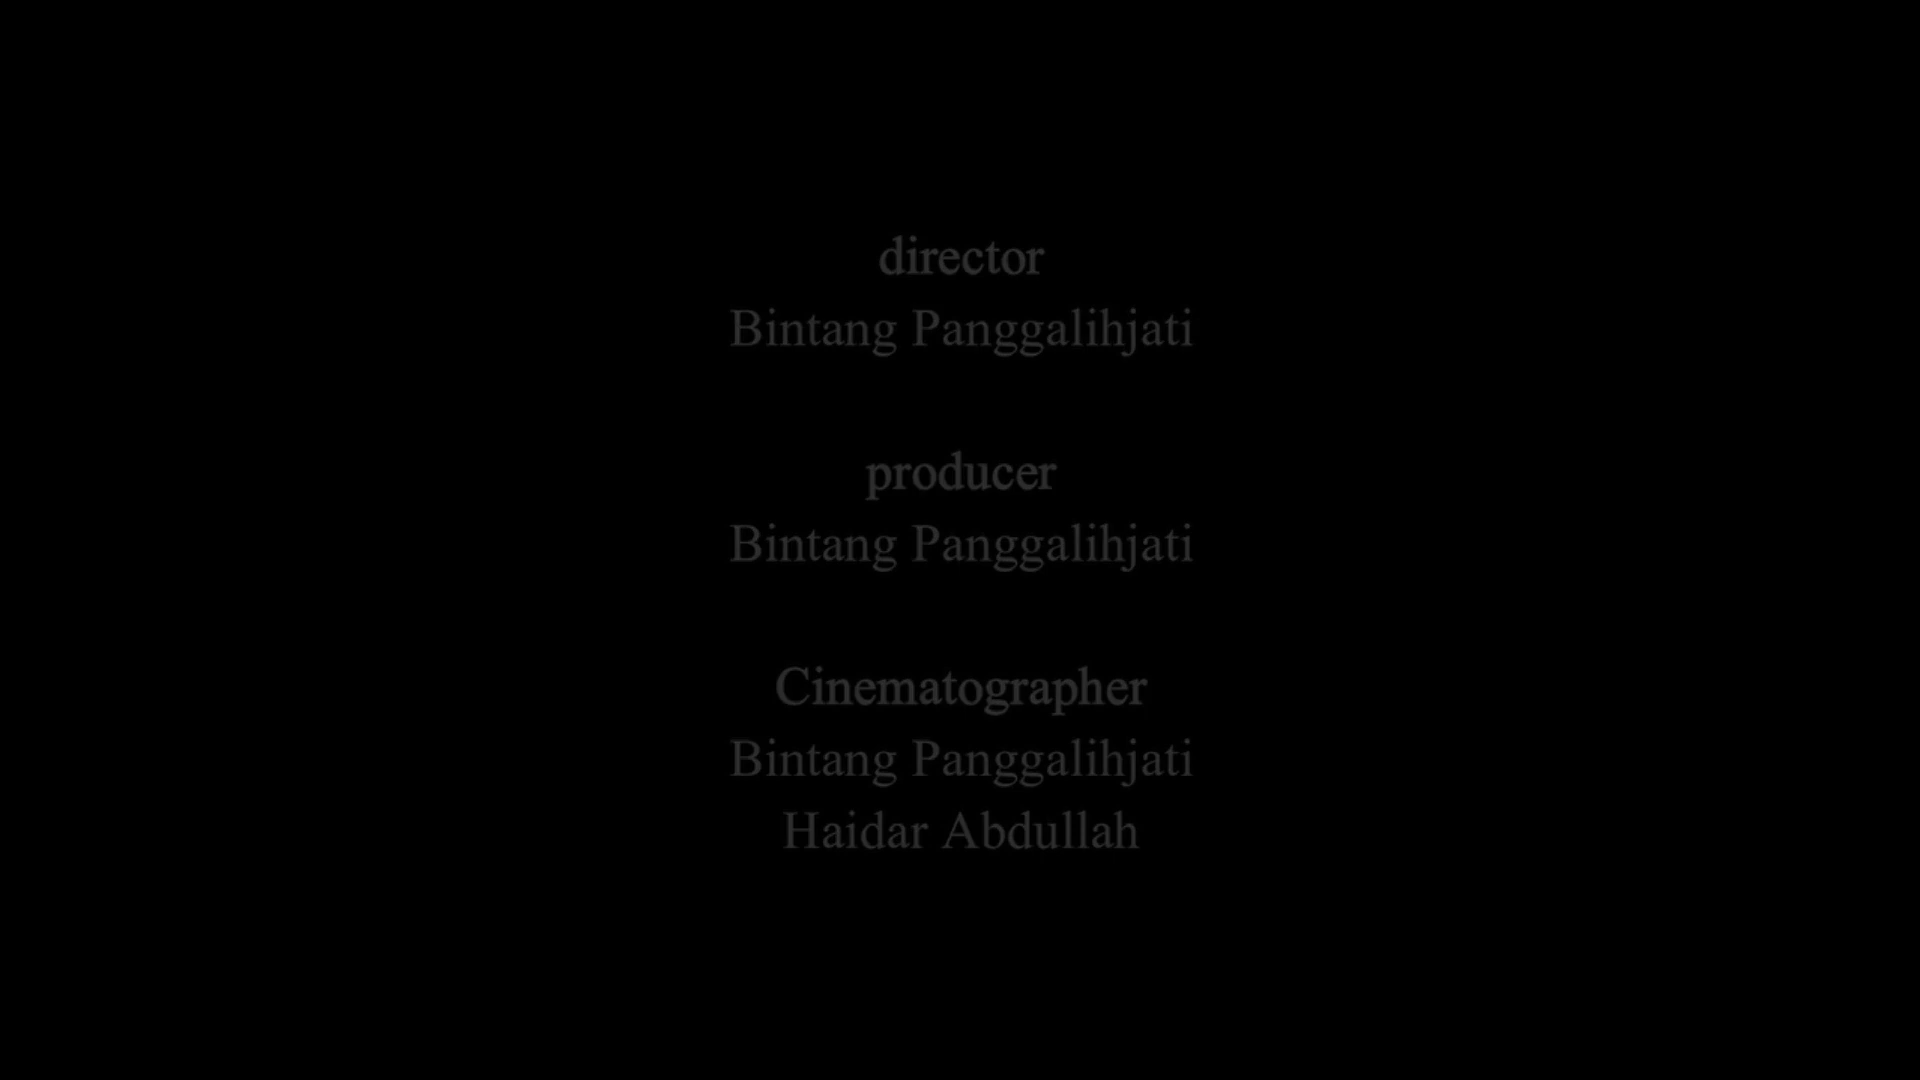 director
Bintang Panggalihjati
producer
Bintang Panggalihjati
Cinematographer
Bintang Panggalihjati
Haidar Abdullah